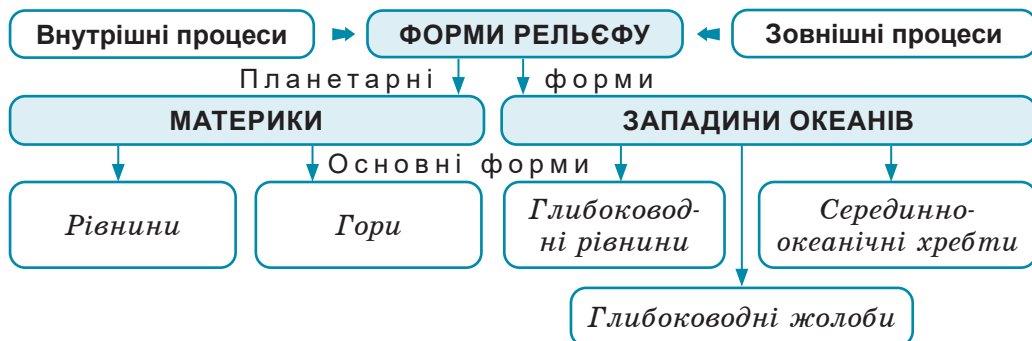 Внутрішні процеси
ФОРМИ РЕЛЬЄФУ
Зовнішні процеси
Планетарні форми
МАТЕРИКИ
ЗАПАДИНИ ОКЕАНІВ
Основні форми
Рівнини
Гори
Глибоковод-
ні рівнини
Серединно-
океанічні хребти
Глибоководні жолоби